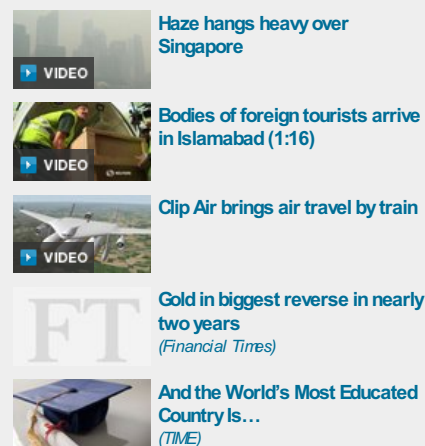 Haze hangs heavy over
Singapore
VIDEO
Bodies of foreign tourists arrive
in Islamabad (1:16)
VIDEO
Clip Air brings air travel by train
VIDEO
FT
Gold in biggest reverse in nearly
two years
(Financial Times)
And the World's Most Educated
Country Is...
(TIME)